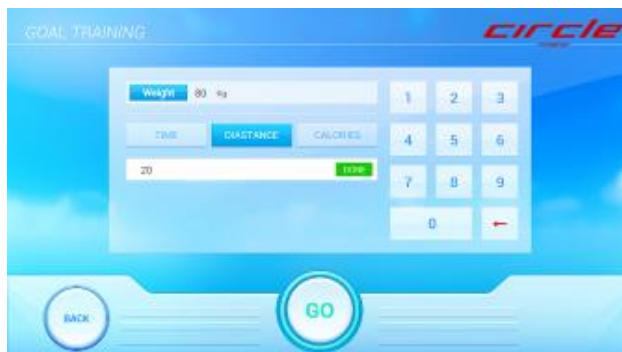 GOAL TRAINING
circle
Weight 80 Kg
TIME DIASTANCE CALORIES
20 DONE
1 2 3
4 5 6
7 8 9
0 ←
BACK
GO